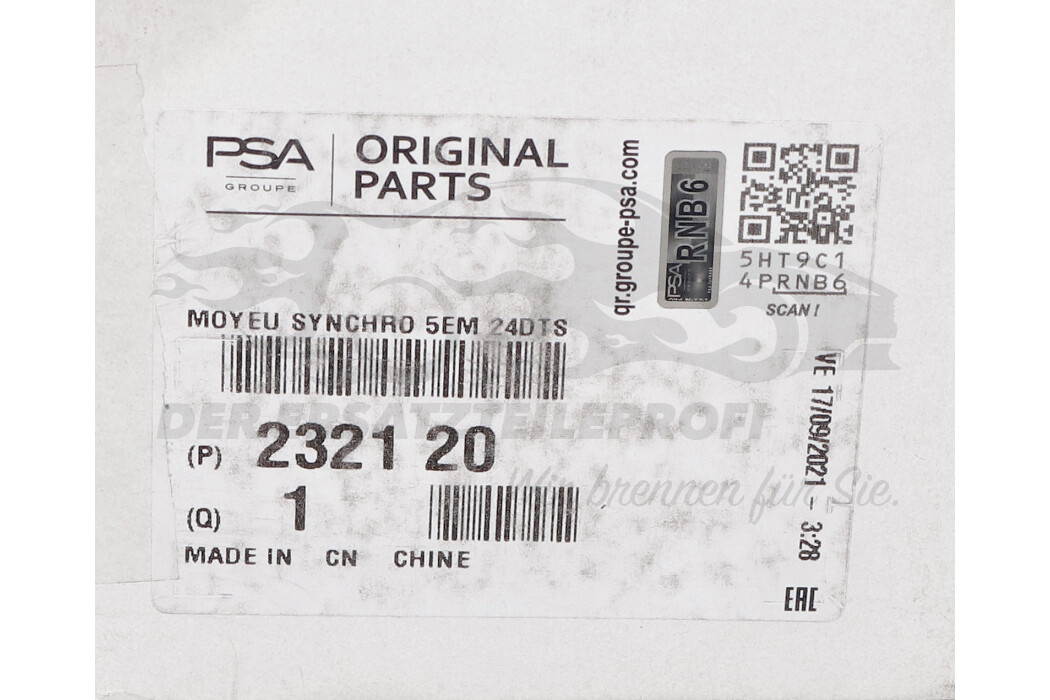 PSA
GROUPE
ORIGINAL
PARTS
qr.groupe-psa.com
PSA
RNB6
5HT9C1
4PRNB6
SCAN!
MOYEU SYNCHRO 5EM 24DTS
DER ERSATZTEILEPROFI
(P) 2321 20
Wir brennen für Sie.
(Q) 1
MADE IN CN CHINE
VE 17/09/2021 - 3:28
EAC